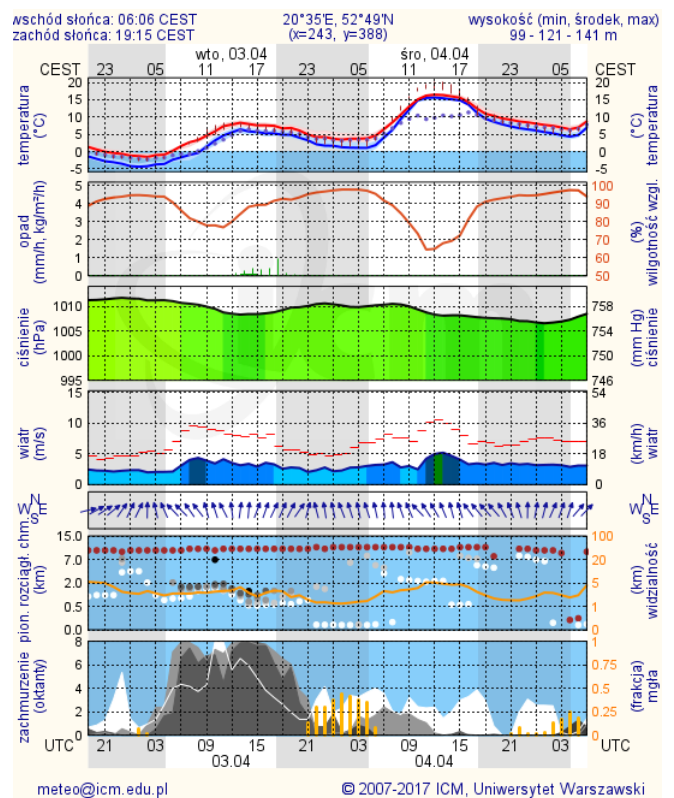 wschód słońca: 06:06 CEST 20°35'E, 52°49'N wysokość (min, środek, max)
zachód słońca: 19:15 CEST (x=243, y=388) 99 - 121 - 141 m
wto, 03.04 śro, 04.04
CEST 23 05 11 17 23 05 11 17 23 05 CEST
temperatura (°C)
20 15 10 5 0 -5
20 15 10 5 0 -5
(°C) temperatura
opad (mm/h, kg/m²/h)
5 4 3 2 1 0
100 90 80 70 60 50
(%) wilgotność wzgl.
ciśnienie (hPa)
1010 1005 1000 995
758 754 750 746
(mm Hg) ciśnienie
wiatr (m/s)
15 10 5 0
54 36 18 0
(km/h) wiatr
N W E S
N W E S
pion. rozciągł. chm. (km)
15.0 7.0 2.0 0.5 0.0
100 20 5 1 0
(km) widzialność
zachmurzenie (oktanty)
8 6 4 2 0
1 0.75 0.5 0.25 0
(frakcja) mgła
UTC 21 03 09 15 21 03 09 15 21 03 UTC
03.04 04.04
meteo@icm.edu.pl © 2007-2017 ICM, Uniwersytet Warszawski